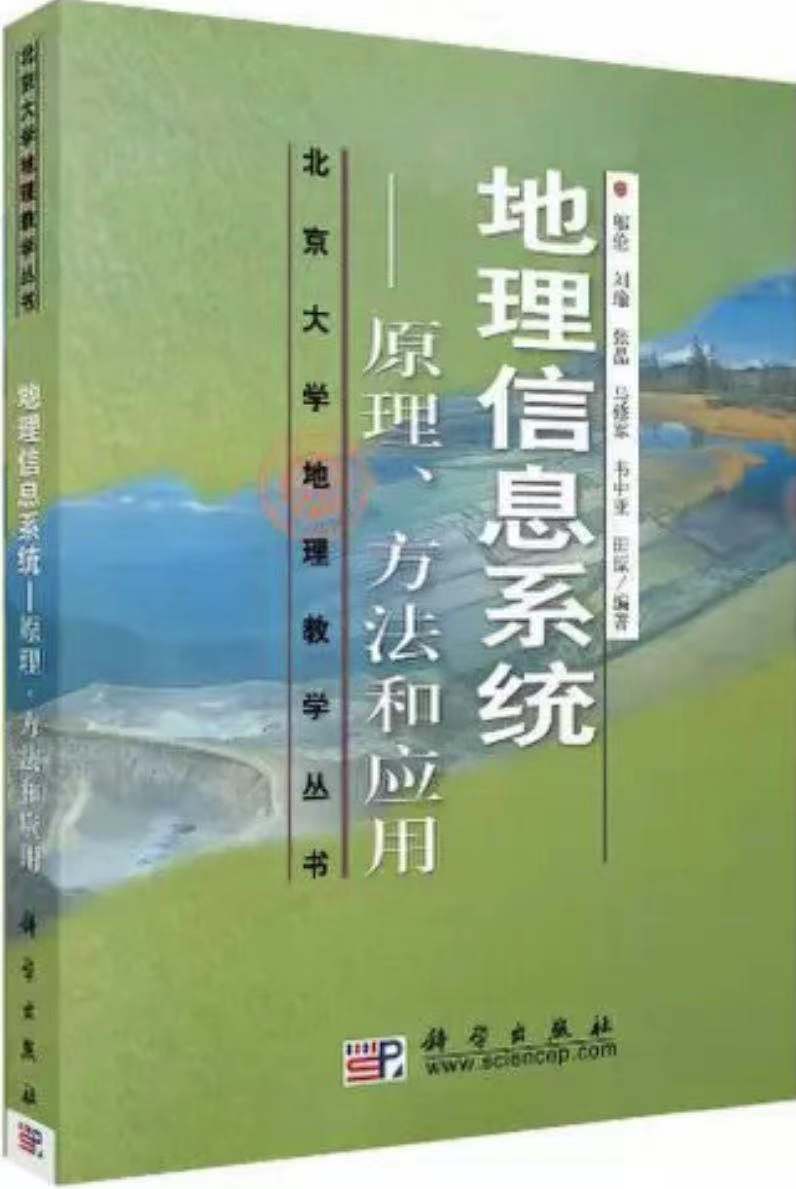 北京大学地理教学丛书
地理信息系统——原理、方法和应用
科学出版社
邬伦 刘瑜 张晶 马修军 韦中亚 田原/编著
地理信息系统
——原理、方法和应用
北京大学地理教学丛书
科学出版社
www.sciencep.com